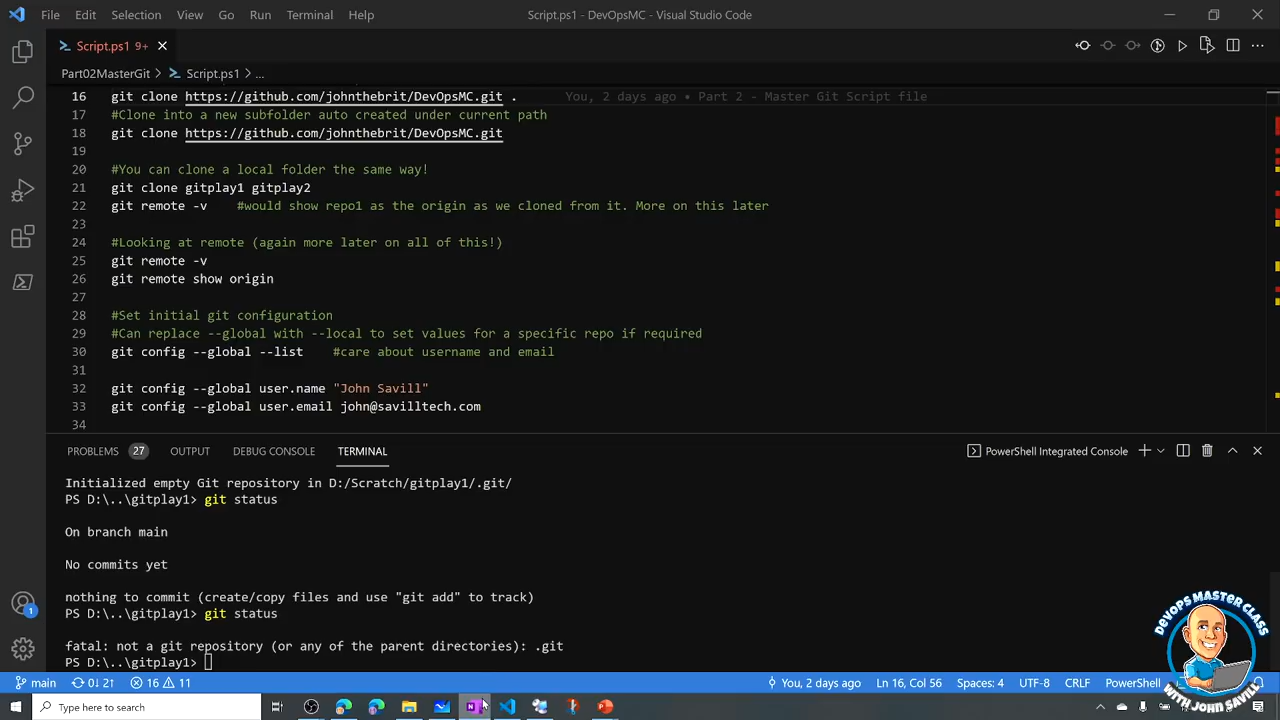 File Edit Selection View Go Run Terminal Help Script.ps1 - DevOpsMC - Visual Studio Code
Script.ps1 9+
Part02MasterGit > Script.ps1 > ...
16 git clone https://github.com/johnthebrit/DevOpsMC.git . You, 2 days ago • Part 2 - Master Git Script file
17 #Clone into a new subfolder auto created under current path
18 git clone https://github.com/johnthebrit/DevOpsMC.git
19
20 #You can clone a local folder the same way!
21 git clone gitplay1 gitplay2
22 git remote -v #would show repo1 as the origin as we cloned from it. More on this later
23
24 #Looking at remote (again more later on all of this!)
25 git remote -v
26 git remote show origin
27
28 #Set initial git configuration
29 #Can replace --global with --local to set values for a specific repo if required
30 git config --global --list #care about username and email
31
32 git config --global user.name "John Savill"
33 git config --global user.email john@savilltech.com
34
PROBLEMS 27 OUTPUT DEBUG CONSOLE TERMINAL PowerShell Integrated Console
Initialized empty Git repository in D:/Scratch/gitplay1/.git/
PS D:\..\gitplay1> git status
On branch main
No commits yet
nothing to commit (create/copy files and use "git add" to track)
PS D:\..\gitplay1> git status
fatal: not a git repository (or any of the parent directories): .git
PS D:\..\gitplay1>
1
main 0↓ 2↑ 16 11 You, 2 days ago Ln 16, Col 56 Spaces: 4 UTF-8 CRLF PowerShell
DEVOPS MASTER CLASS
WITH JOHN SAVILL
Type here to search